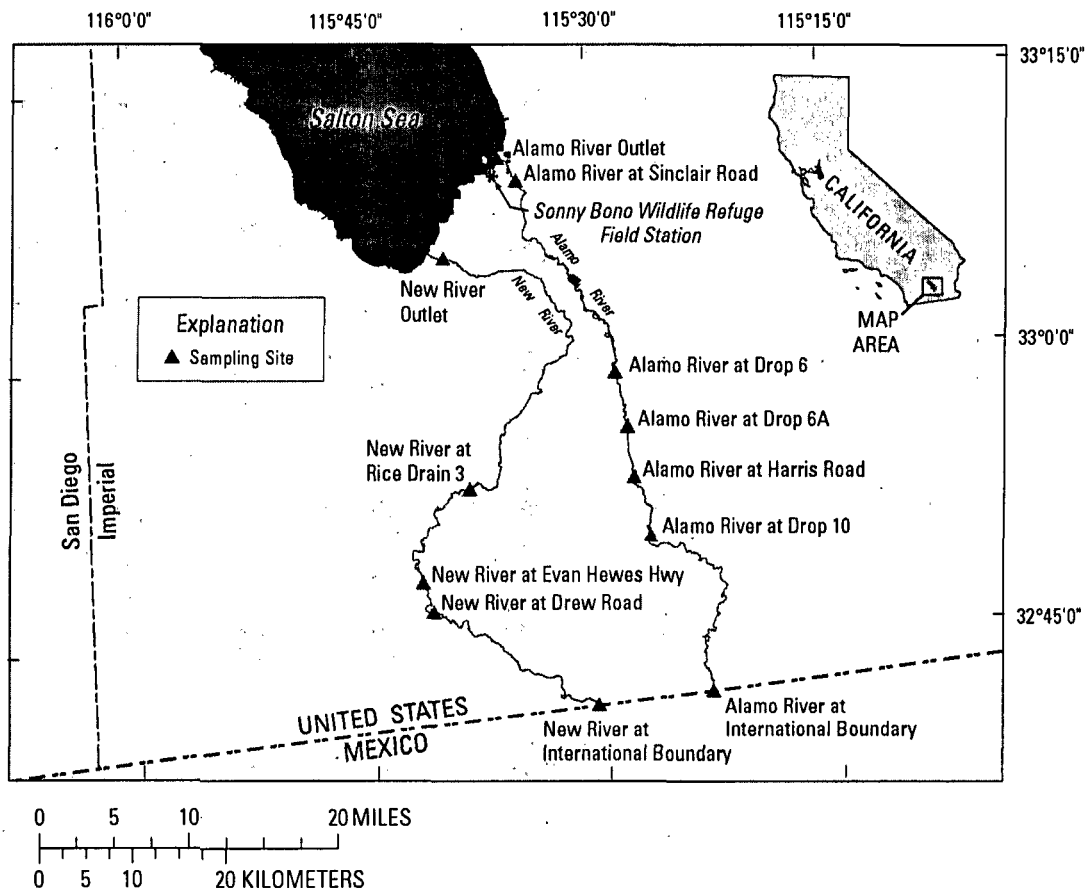 116°0'0"
115°45'0"
115°30'0"
115°15'0"
33°15'0"
Salton Sea
Alamo River Outlet
Alamo River at Sinclair Road
Sonny Bono Wildlife Refuge
Field Station
CALIFORNIA
MAP
AREA
New River
Outlet
New
River
Alamo
River
Explanation
Sampling Site
33°0'0"
Alamo River at Drop 6
Alamo River at Drop 6A
New River at
Rice Drain 3
Alamo River at Harris Road
San Diego
Imperial
Alamo River at Drop 10
New River at Evan Hewes Hwy
New River at Drew Road
32°45'0"
UNITED STATES
MEXICO
New River at
International Boundary
Alamo River at
International Boundary
0 5 10 20 MILES
0 5 10 20 KILOMETERS